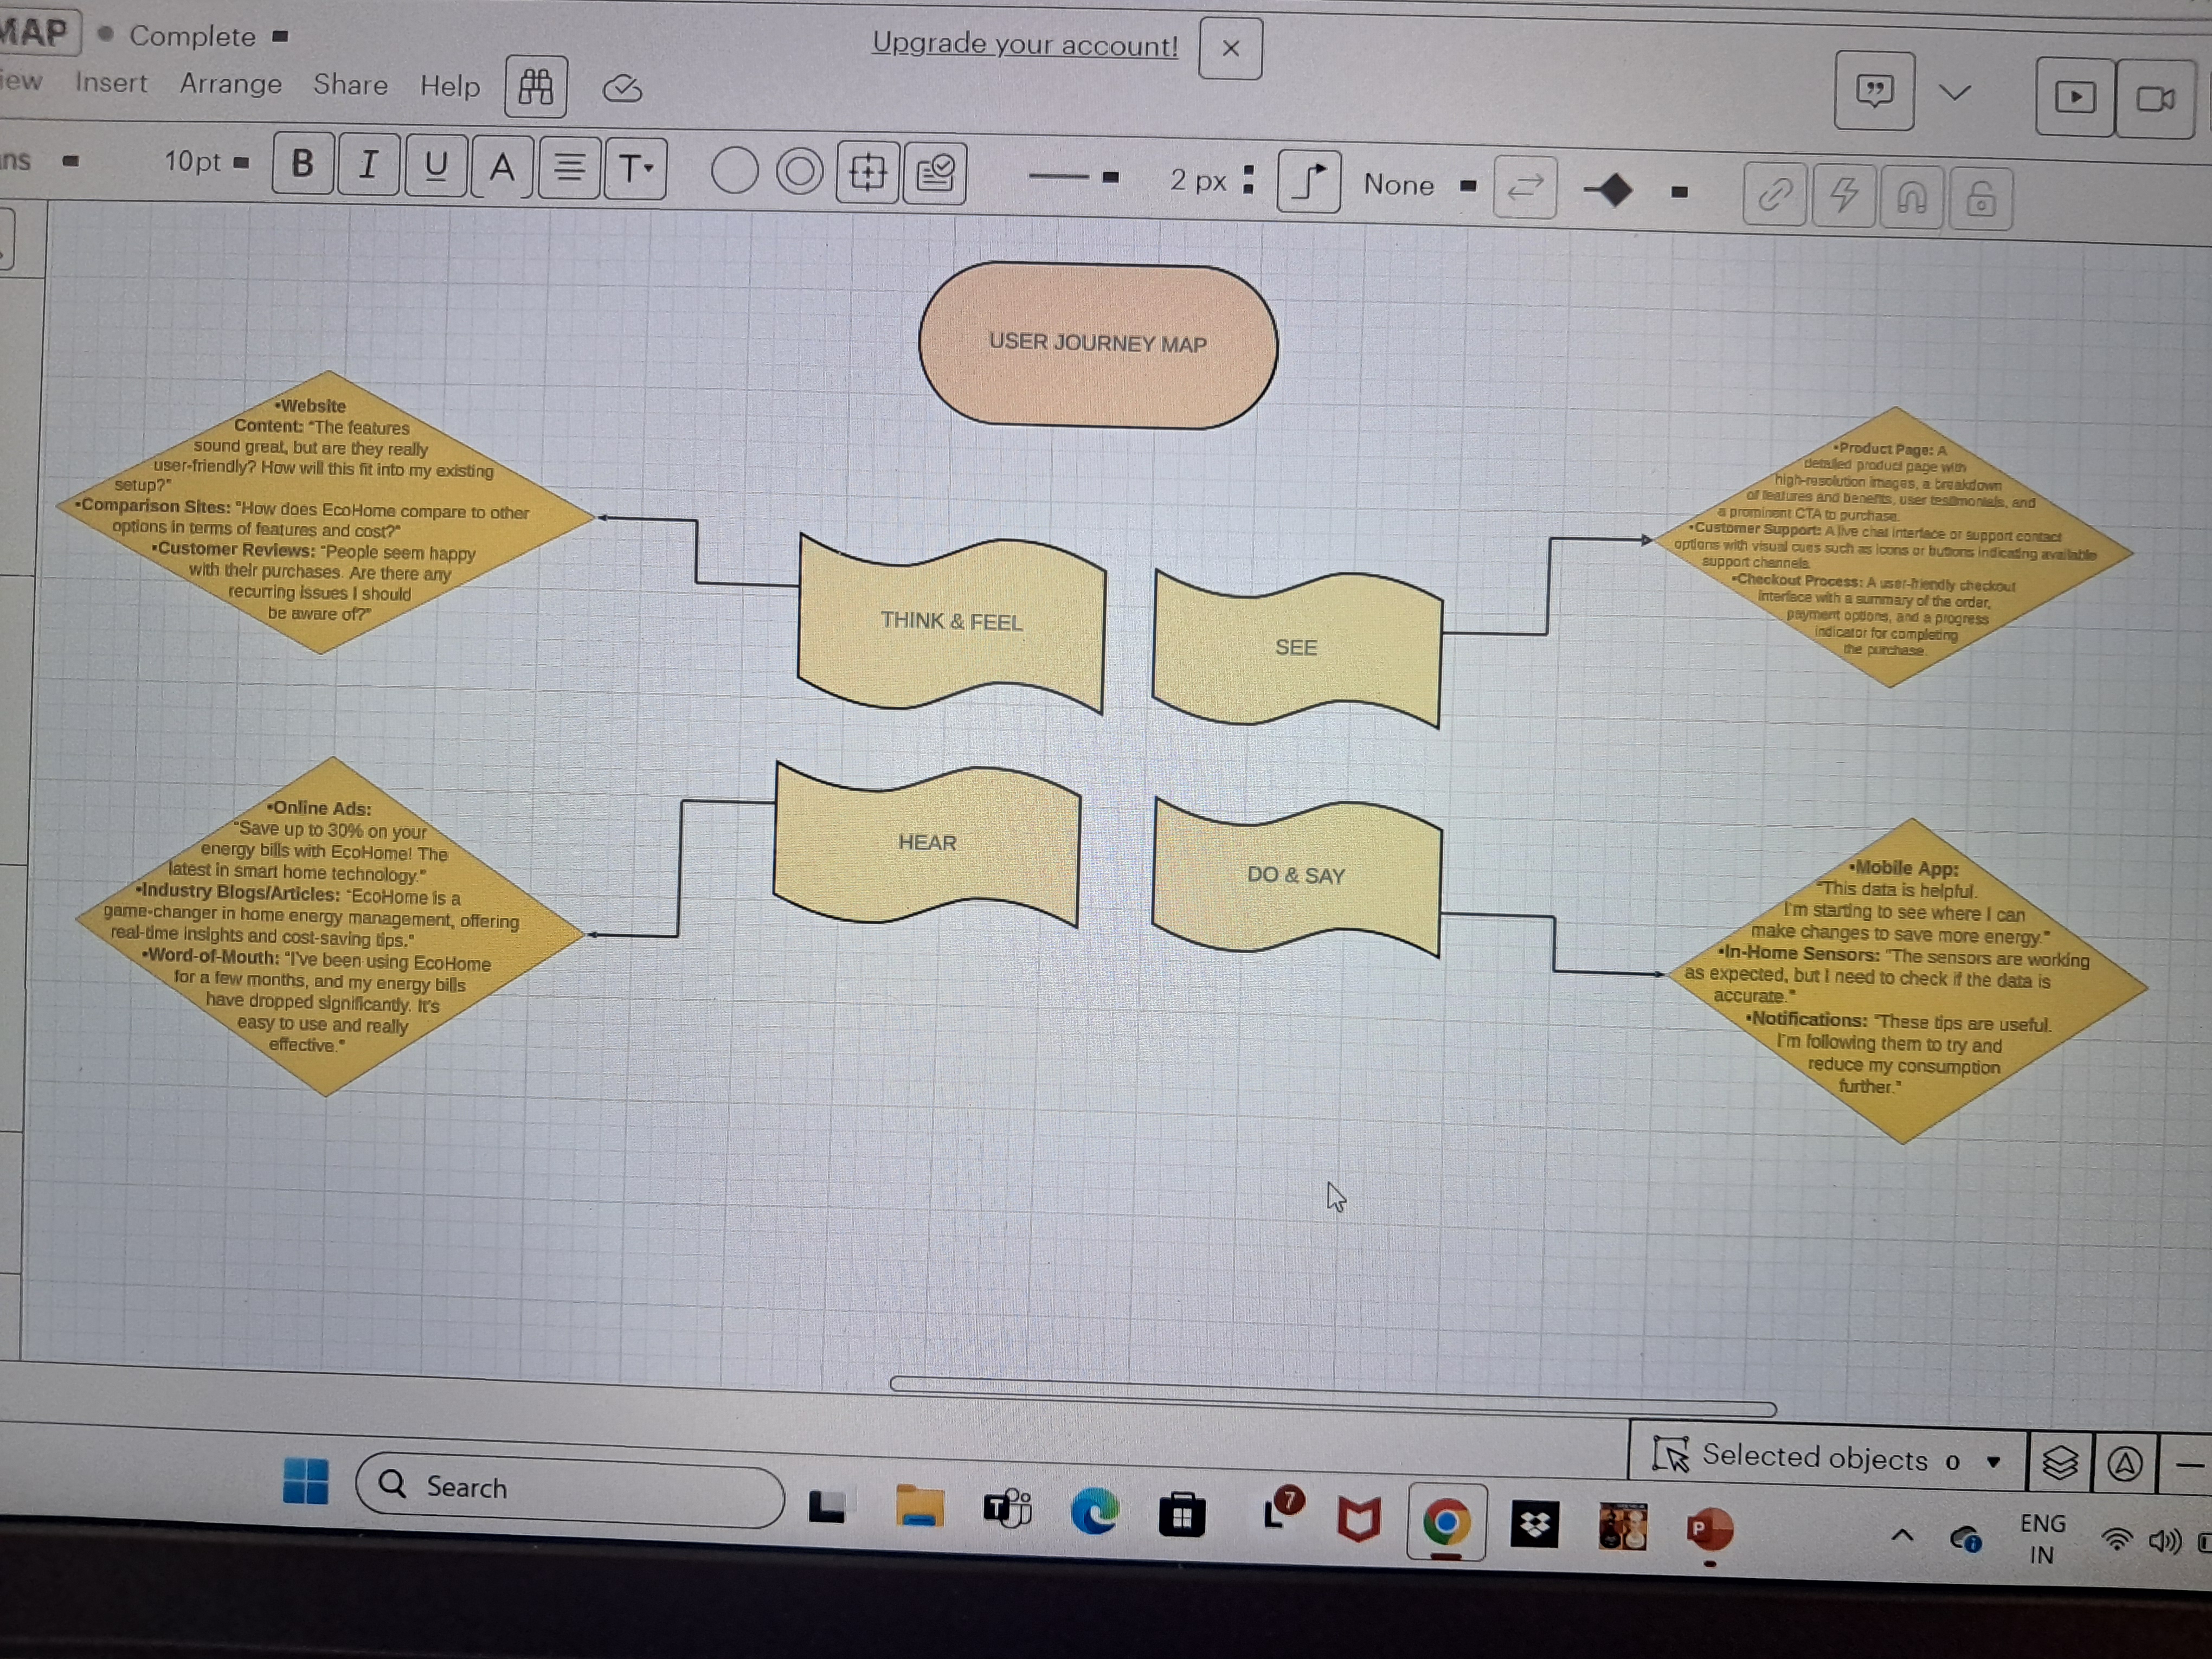 MAP
Complete
Upgrade your account!
iew Insert Arrange Share Help
ns 10pt B I U A T 2 px None
USER JOURNEY MAP
•Website
Content: "The features
sound great, but are they really
user-friendly? How will this fit into my existing
setup?"
•Comparison Sites: "How does EcoHome compare to other
options in terms of features and cost?"
•Customer Reviews: "People seem happy
with their purchases. Are there any
recurring issues I should
be aware of?"
THINK & FEEL
SEE
•Product Page: A
detailed product page with
high-resolution images, a breakdown
of features and benefits, user testimonials, and
a prominent CTA to purchase.
•Customer Support: A live chat interface or support contact
options with visual cues such as icons or buttons indicating available
support channels.
•Checkout Process: A user-friendly checkout
interface with a summary of the order,
payment options, and a progress
indicator for completing
the purchase.
•Online Ads:
"Save up to 30% on your
energy bills with EcoHome! The
latest in smart home technology."
•Industry Blogs/Articles: "EcoHome is a
game-changer in home energy management, offering
real-time insights and cost-saving tips."
•Word-of-Mouth: "I've been using EcoHome
for a few months, and my energy bills
have dropped significantly. It's
easy to use and really
effective."
HEAR
DO & SAY
•Mobile App:
"This data is helpful.
I'm starting to see where I can
make changes to save more energy."
•In-Home Sensors: "The sensors are working
as expected, but I need to check if the data is
accurate."
•Notifications: "These tips are useful.
I'm following them to try and
reduce my consumption
further."
Selected objects 0
Search
7
ENG
IN